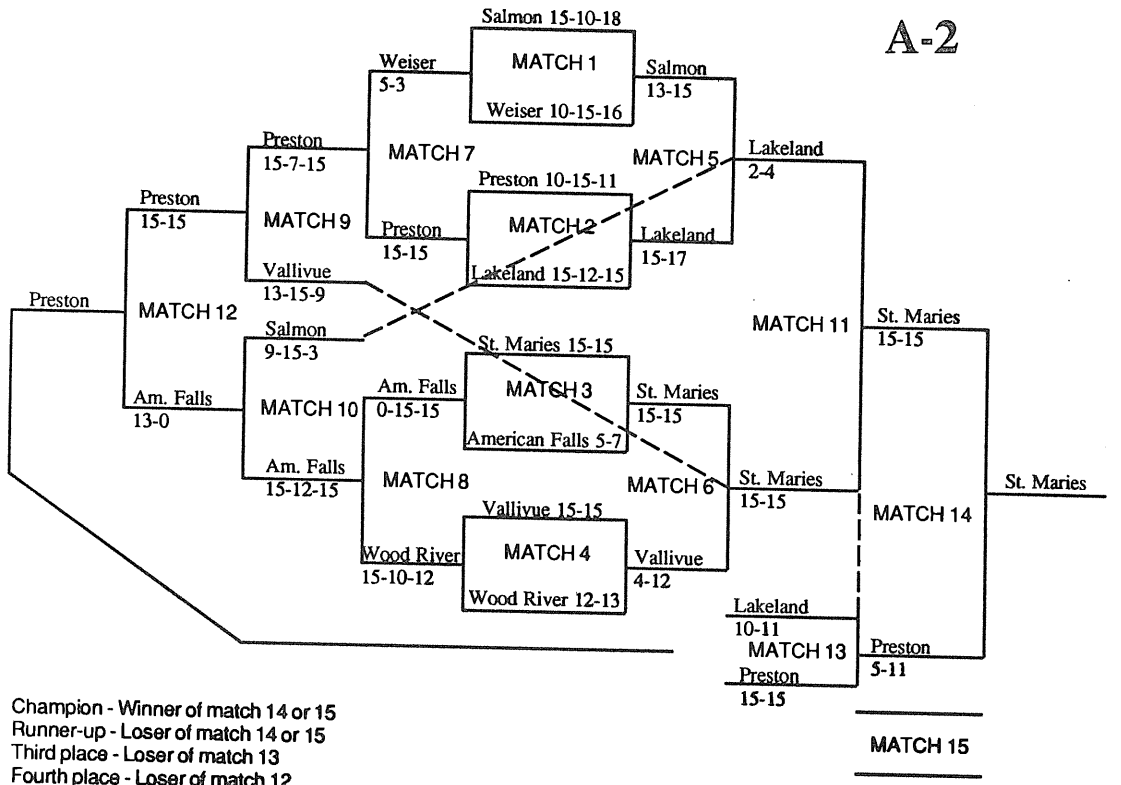 A-2
Salmon 15-10-18
MATCH 1
Weiser 10-15-16
Weiser
5-3
Salmon
13-15
MATCH 7
MATCH 5
Preston
15-7-15
Preston 10-15-11
MATCH 2
Lakeland 15-12-15
Preston
15-15
Lakeland
15-17
Lakeland
2-4
Preston
15-15
MATCH 9
Vallivue
13-15-9
Preston
MATCH 12
Salmon
9-15-3
MATCH 11
St. Maries
15-15
St. Maries 15-15
MATCH 3
American Falls 5-7
Am. Falls
0-15-15
St. Maries
15-15
Am. Falls
13-0
MATCH 10
Am. Falls
15-12-15
MATCH 8
MATCH 6
St. Maries
15-15
St. Maries
MATCH 14
Vallivue 15-15
MATCH 4
Wood River 12-13
Wood River
15-10-12
Vallivue
4-12
Lakeland
10-11
MATCH 13
Preston
5-11
Preston
15-15
MATCH 15
Champion - Winner of match 14 or 15
Runner-up - Loser of match 14 or 15
Third place - Loser of match 13
Fourth place - Loser of match 12